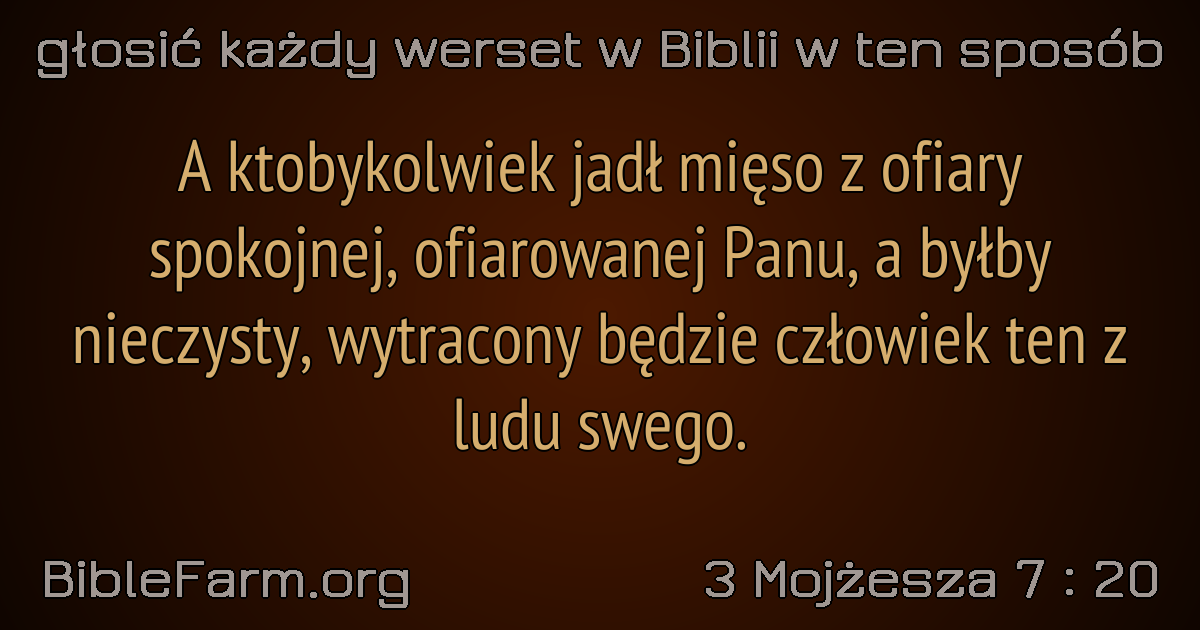 głosić każdy werset w Biblii w ten sposób
A ktobykolwiek jadł mięso z ofiary
spokojnej, ofiarowanej Panu, a byłby
nieczysty, wytracony będzie człowiek ten z
ludu swego.
BibleFarm.org
3 Mojżesza 7 : 20